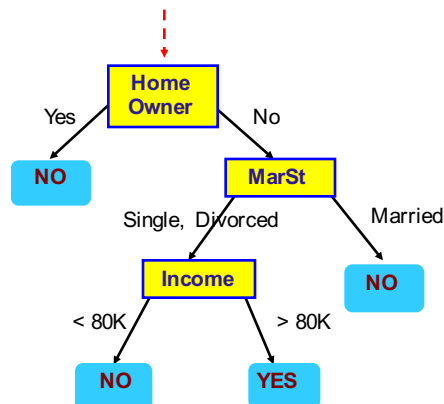 Home
Owner
Yes
No
NO
MarSt
Single, Divorced
Married
Income
NO
< 80K
> 80K
NO
YES